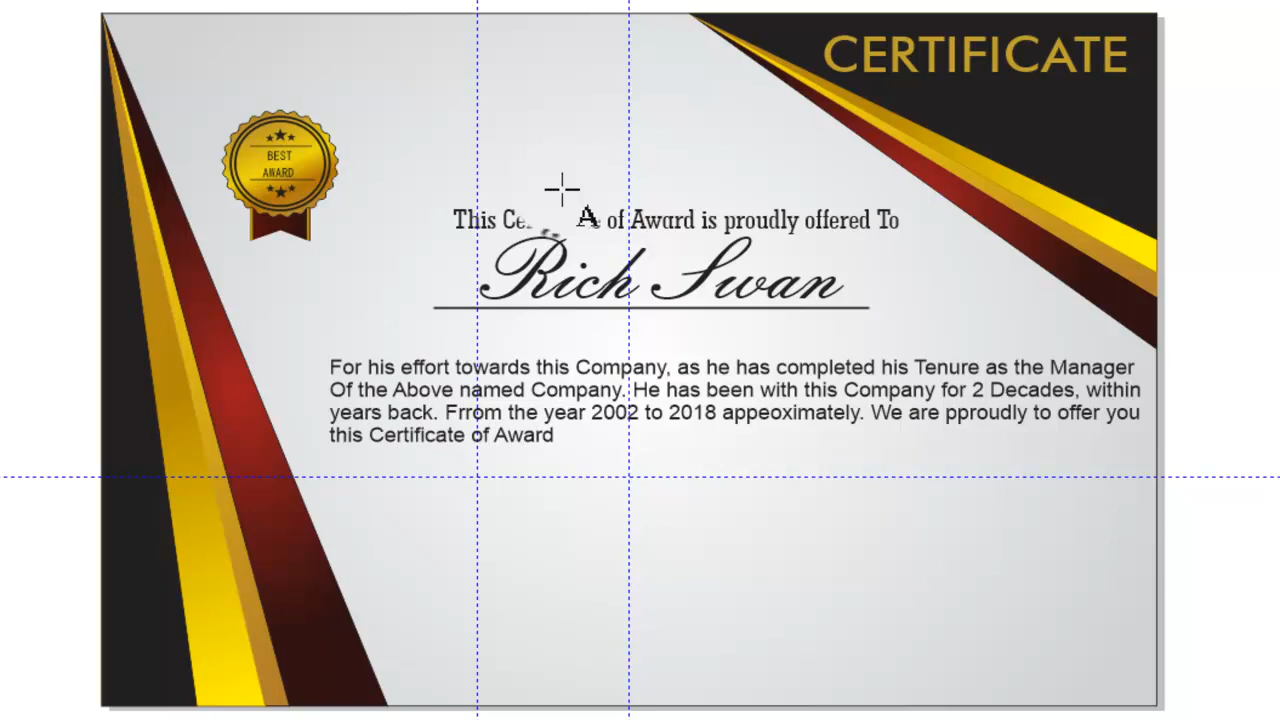 CERTIFICATE
BEST
AWARD
This of Award is proudly offered To
Rich Swan
For his effort towards this Company, as he has completed his Tenure as the Manager
Of the Above named Company. He has been with this Company for 2 Decades, within
years back. Frrom the year 2002 to 2018 appeoximately. We are pproudly to offer you
this Certificate of Award